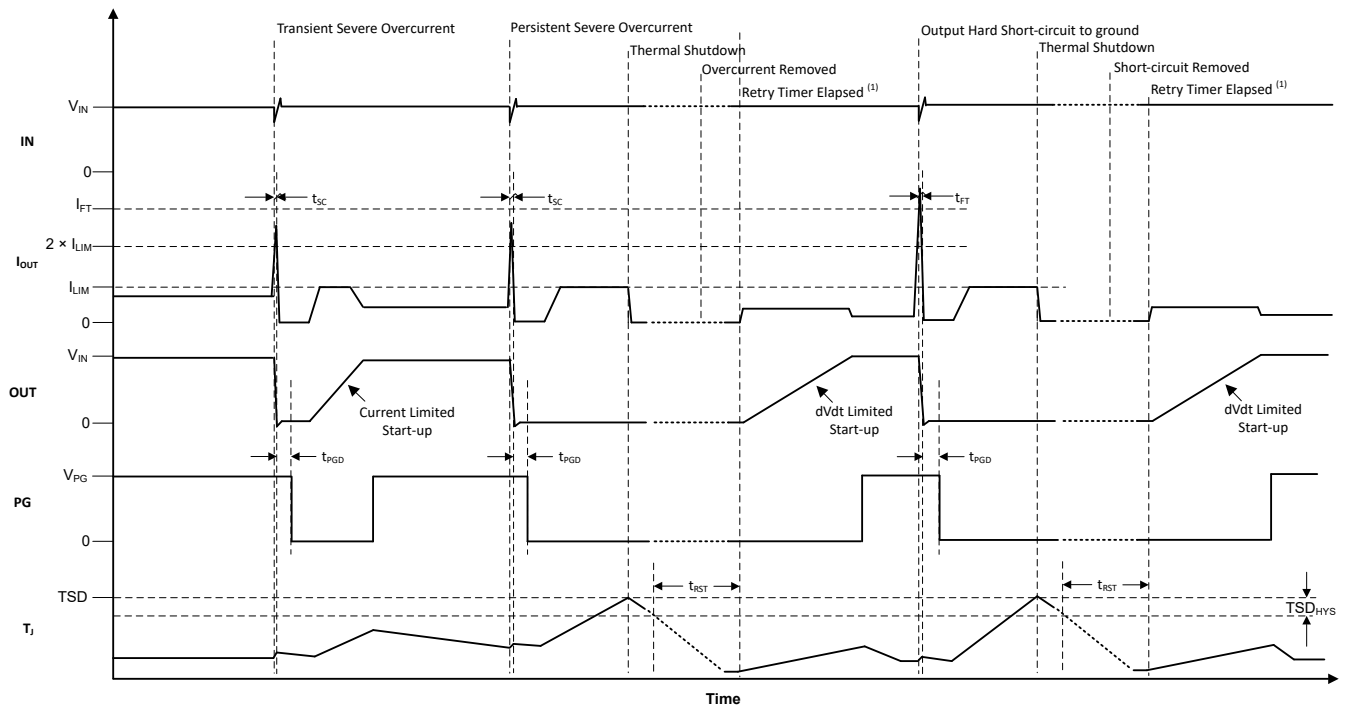 Transient Severe Overcurrent
Persistent Severe Overcurrent
Thermal Shutdown
Overcurrent Removed
Retry Timer Elapsed (1)
Output Hard Short-circuit to ground
Thermal Shutdown
Short-circuit Removed
Retry Timer Elapsed (1)
VIN
IN
0
IFT
tSC
tSC
tFT
2 × ILIM
IOUT
ILIM
0
VIN
OUT
0
Current Limited
Start-up
dVdt Limited
Start-up
dVdt Limited
Start-up
tPGD
tPGD
tPGD
VPG
PG
0
TSD
tRST
tRST
TSDHYS
TJ
Time